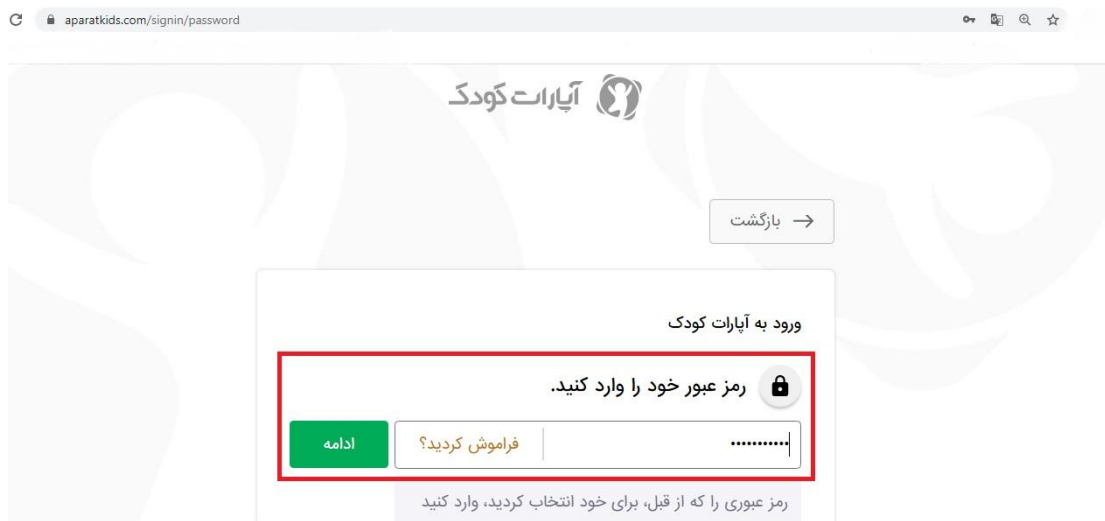 aparatkids.com/signin/password
آپارات کودک
بازگشت
ورود به آپارات کودک
رمز عبور خود را وارد کنید.
فراموش کردید؟
ادامه
رمز عبوری را که از قبل، برای خود انتخاب کردید، وارد کنید